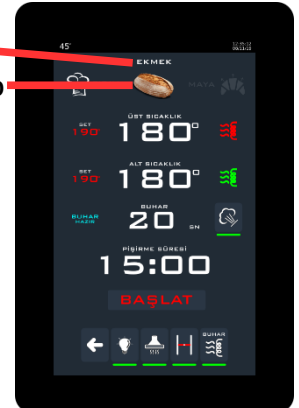 45°
EKMEK
MAYA
ÜST SICAKLIK
SET
190°
180°
ALT SICAKLIK
SET
190°
180°
BUHAR
BUHAR
HAZIR
20
SN
PİŞİRME SÜRESİ
15:00
BAŞLAT
BUHAR